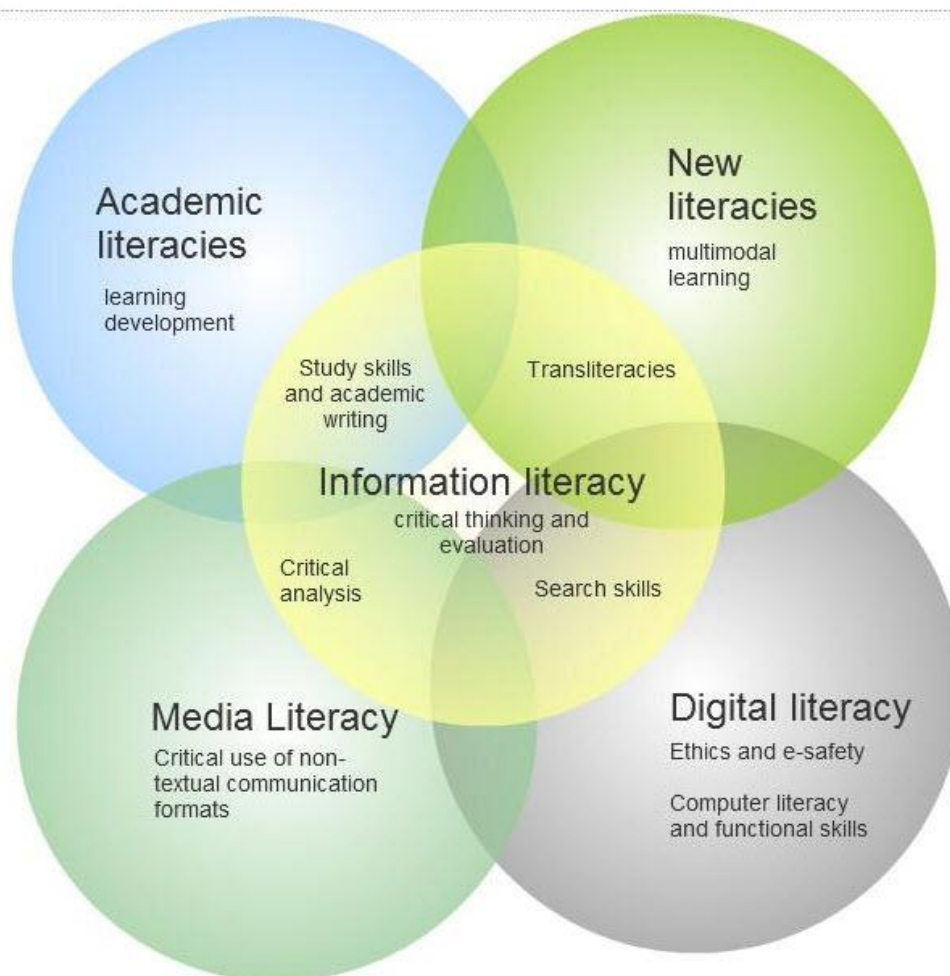 Academic
literacies
learning
development
New
literacies
multimodal
learning
Study skills
and academic
writing
Transliteracies
Information literacy
critical thinking and
evaluation
Critical
analysis
Search skills
Media Literacy
Critical use of non-
textual communication
formats
Digital literacy
Ethics and e-safety
Computer literacy
and functional skills